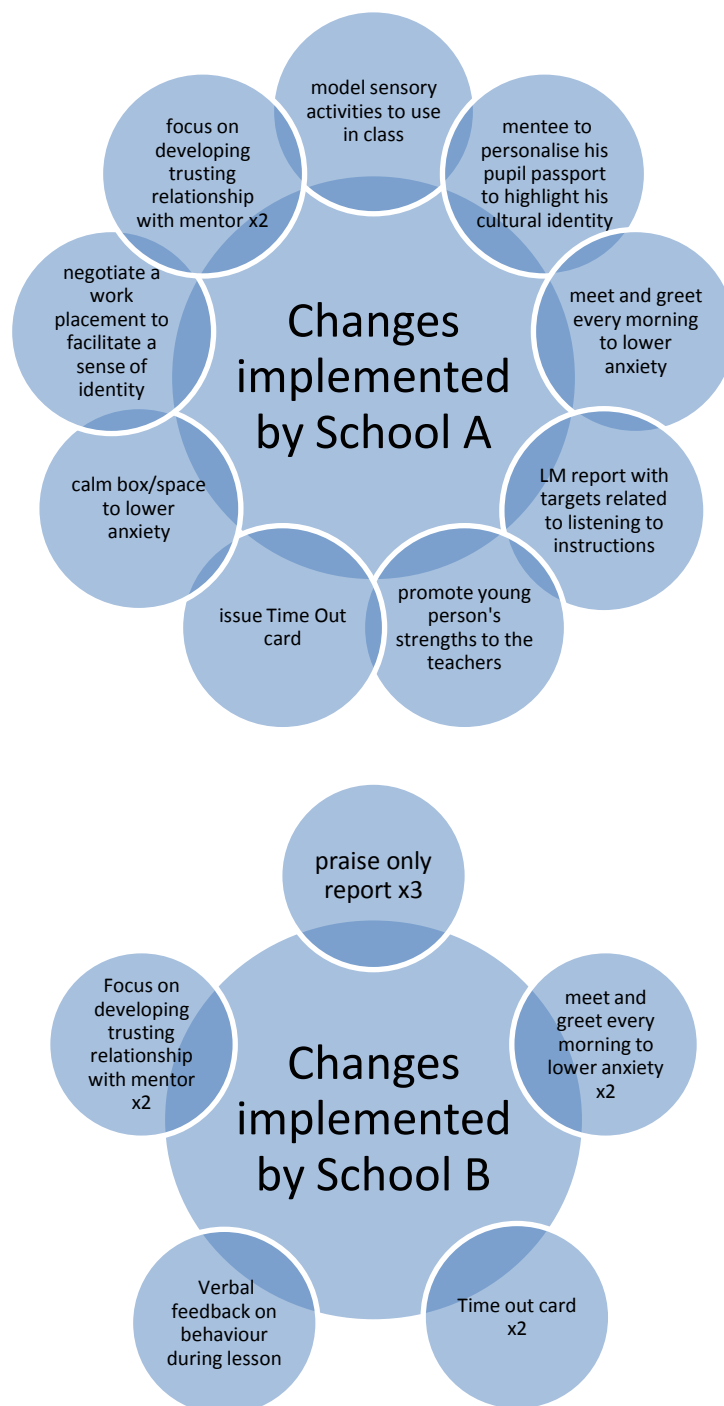 model sensory
activities to use
in class
mentee to
personalise his
pupil passport
to highlight his
cultural identity
meet and greet
every morning
to lower
anxiety
LM report with
targets related
to listening to
instructions
promote young
person's
strengths to the
teachers
issue Time Out
card
calm box/space
to lower
anxiety
negotiate a
work
placement to
facilitate a
sense of
identity
focus on
developing
trusting
relationship
with mentor x2
Changes
implemented
by School A
praise only
report x3
meet and
greet every
morning to
lower anxiety
x2
Time out card
x2
Verbal
feedback on
behaviour
during lesson
Focus on
developing
trusting
relationship
with mentor
x2
Changes
implemented
by School B